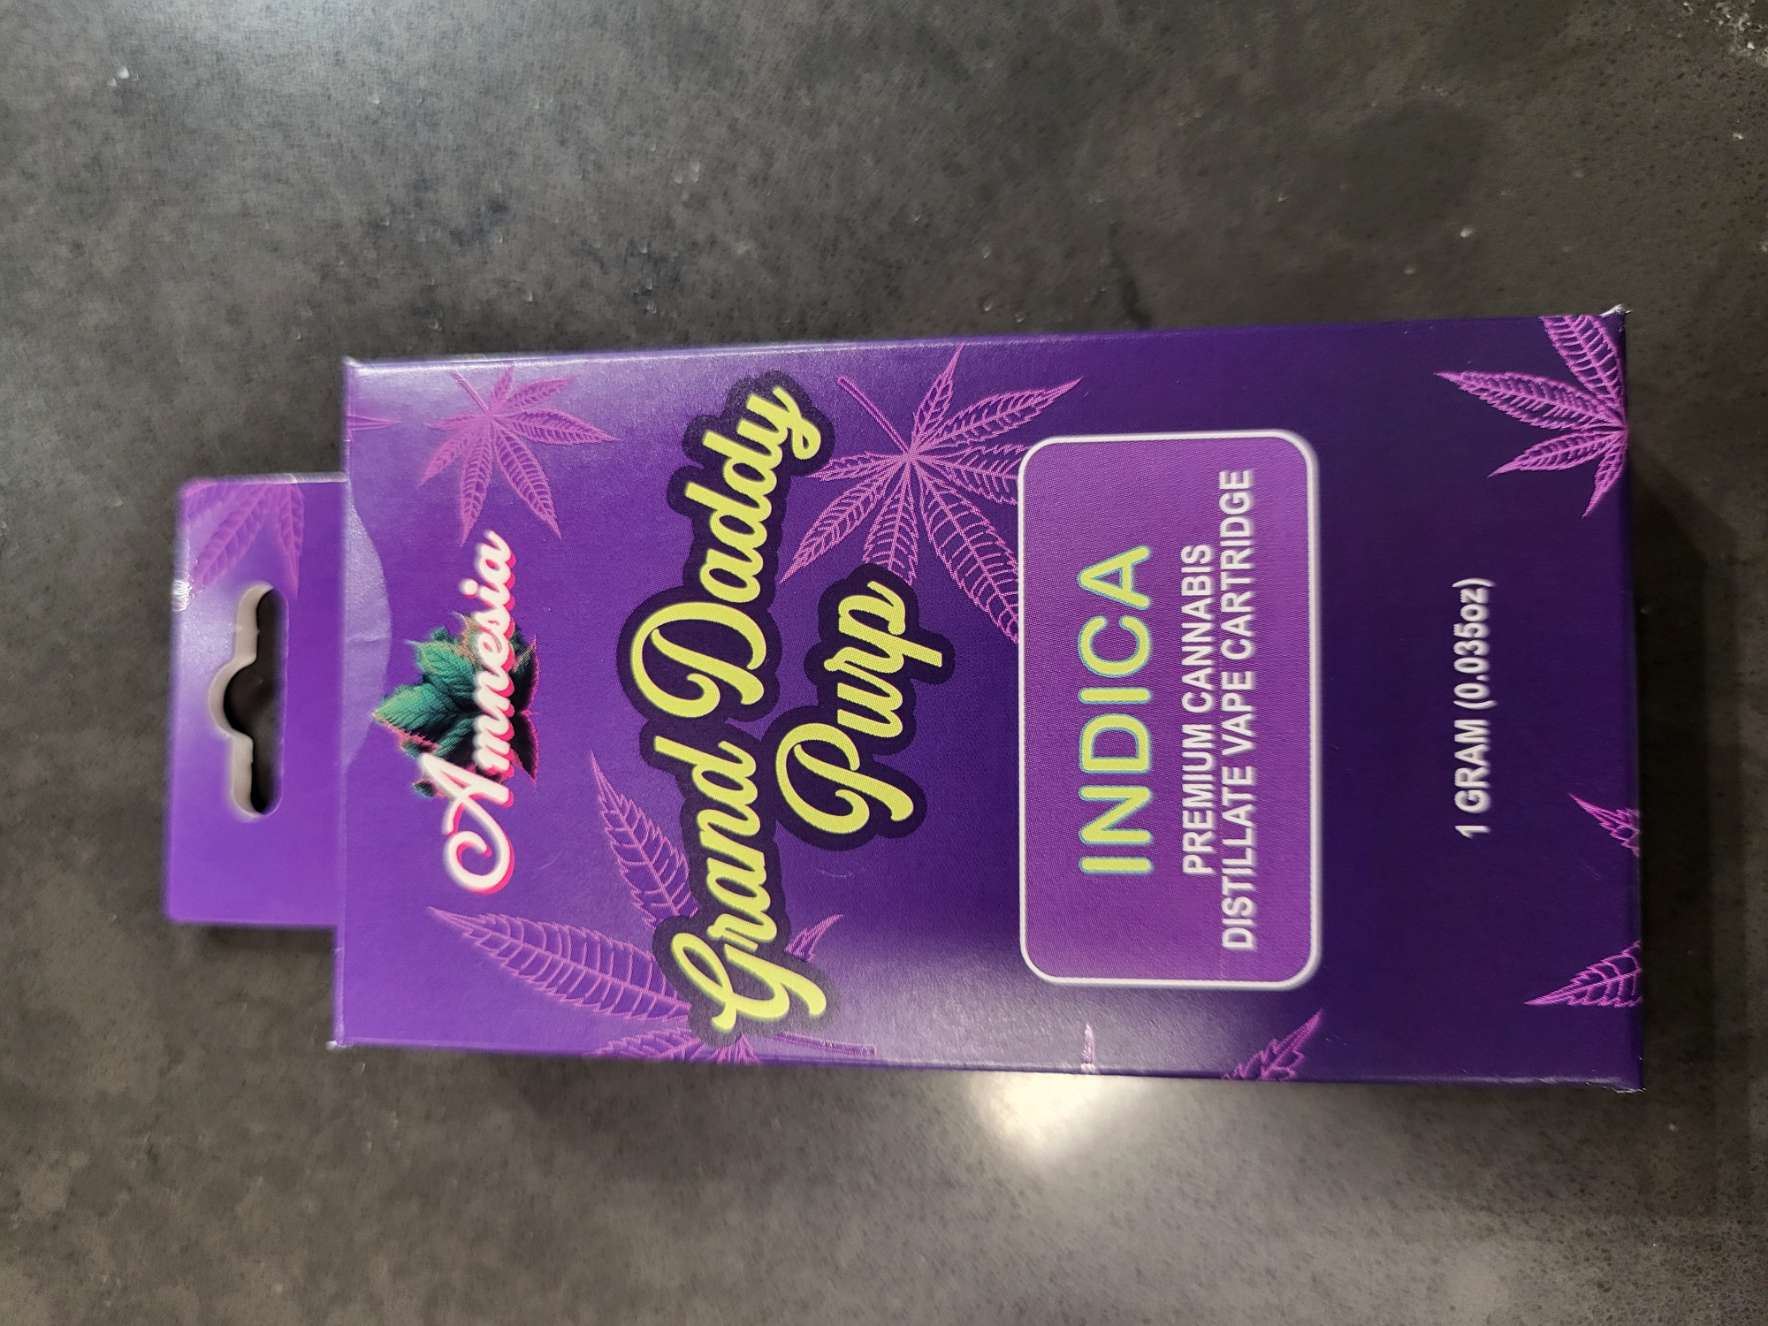 Amnesia
Grand Daddy
Purp
INDICA
PREMIUM CANNABIS
DISTILLATE VAPE CARTRIDGE
1 GRAM (0.035oz)